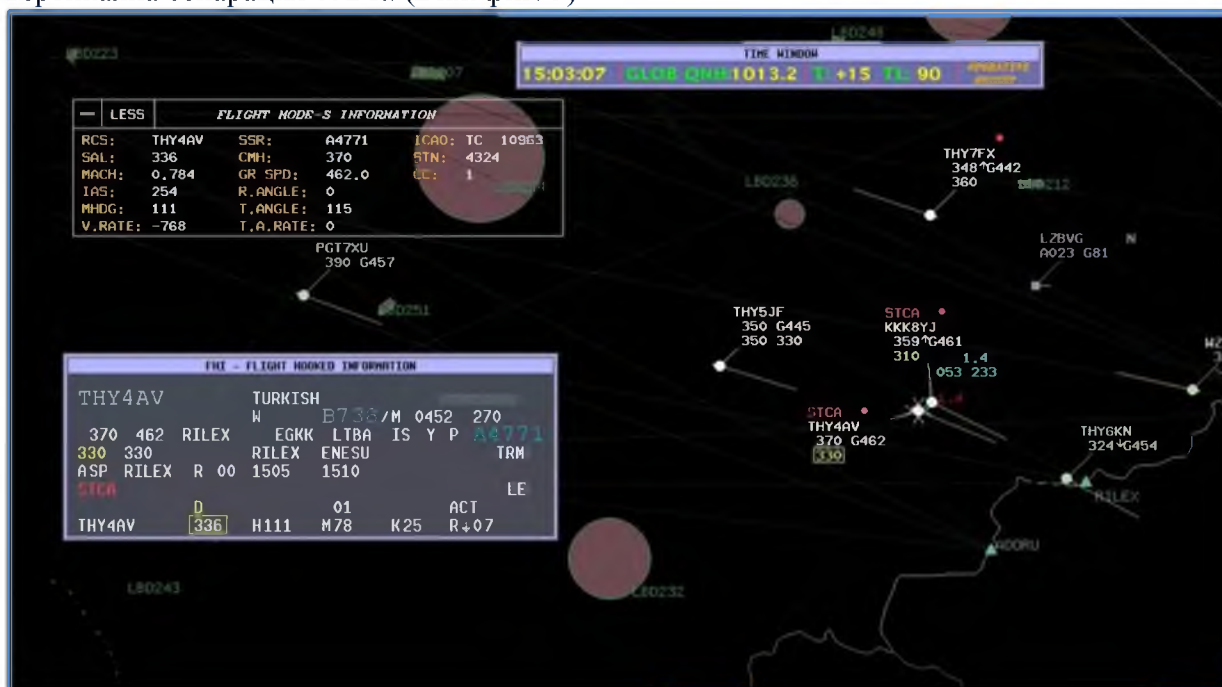 LBD223
LBD248
TIME WINDOW
15:03:07 GLOB QNH 1013.2 T: +15 TL: 90
LESS FLIGHT MODE-S INFORMATION
RCS: THY4AV SSR: A4771 ICAO: TC 10963
SAL: 336 CMH: 370 STN: 4324
MACH: 0.784 GR SPD: 462.0 CC: 1
IAS: 254 R.ANGLE: 0
MHDG: 111 T.ANGLE: 115
V.RATE: -768 T.A.RATE: 0
THY7FX
348↑G442
360
LBD236
LZBVG N
A023 G81
PGT7XU
390 G457
LBD251
THY5JF
350 G445
350 330
STCA
KKK8YJ
359↑G461
310 1.4
053 233
STCA
THY4AV
370 G462
330
THY6KN
324↓G454
RILEX
ADORU
FHI - FLIGHT HOOKED INFORMATION
THY4AV TURKISH
W B738/M 0452 270
370 462 RILEX EGKK LTBA IS Y P A4771
330 330 RILEX ENESU TRM
ASP RILEX R 00 1505 1510
STCA LE
D 01 ACT
THY4AV 336 H111 M78 K25 R↓07
LBD243
LBD232